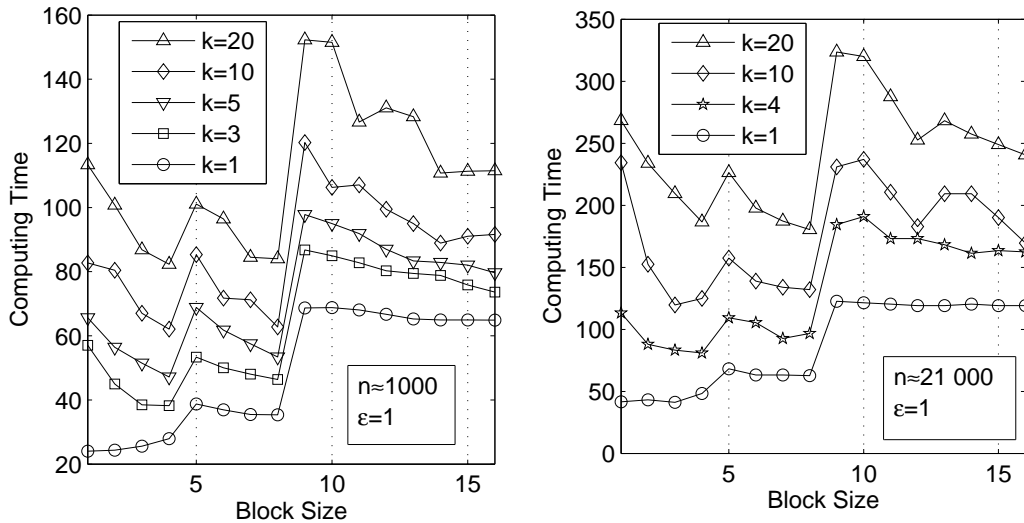 160
140
120
100
80
60
40
20
Computing Time
k=20
k=10
k=5
k=3
k=1
n≈1000
ε=1
5
10
15
Block Size
350
300
250
200
150
100
50
0
Computing Time
k=20
k=10
k=4
k=1
n≈21 000
ε=1
5
10
15
Block Size